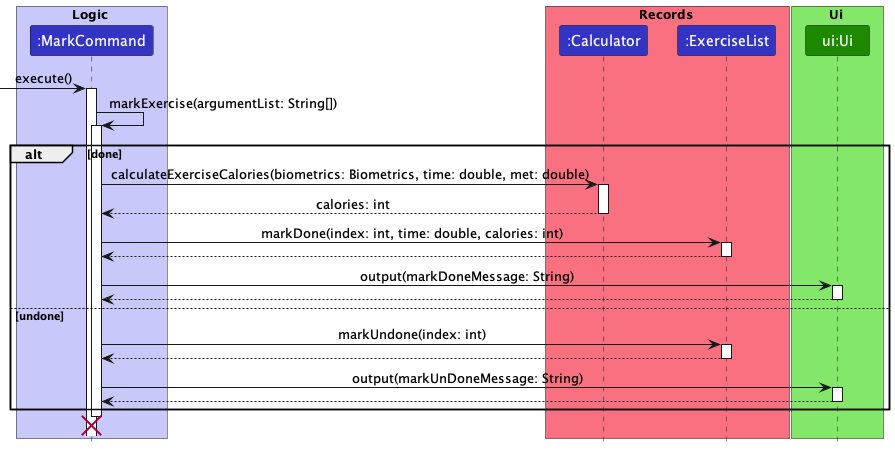 Logic
Records
Ui
:MarkCommand
:Calculator
:ExerciseList
ui:Ui
execute()
markExercise(argumentList: String[])
alt
[done]
calculateExerciseCalories(biometrics: Biometrics, time: double, met: double)
calories: int
markDone(index: int, time: double, calories: int)
output(markDoneMessage: String)
[undone]
markUndone(index: int)
output(markUnDoneMessage: String)